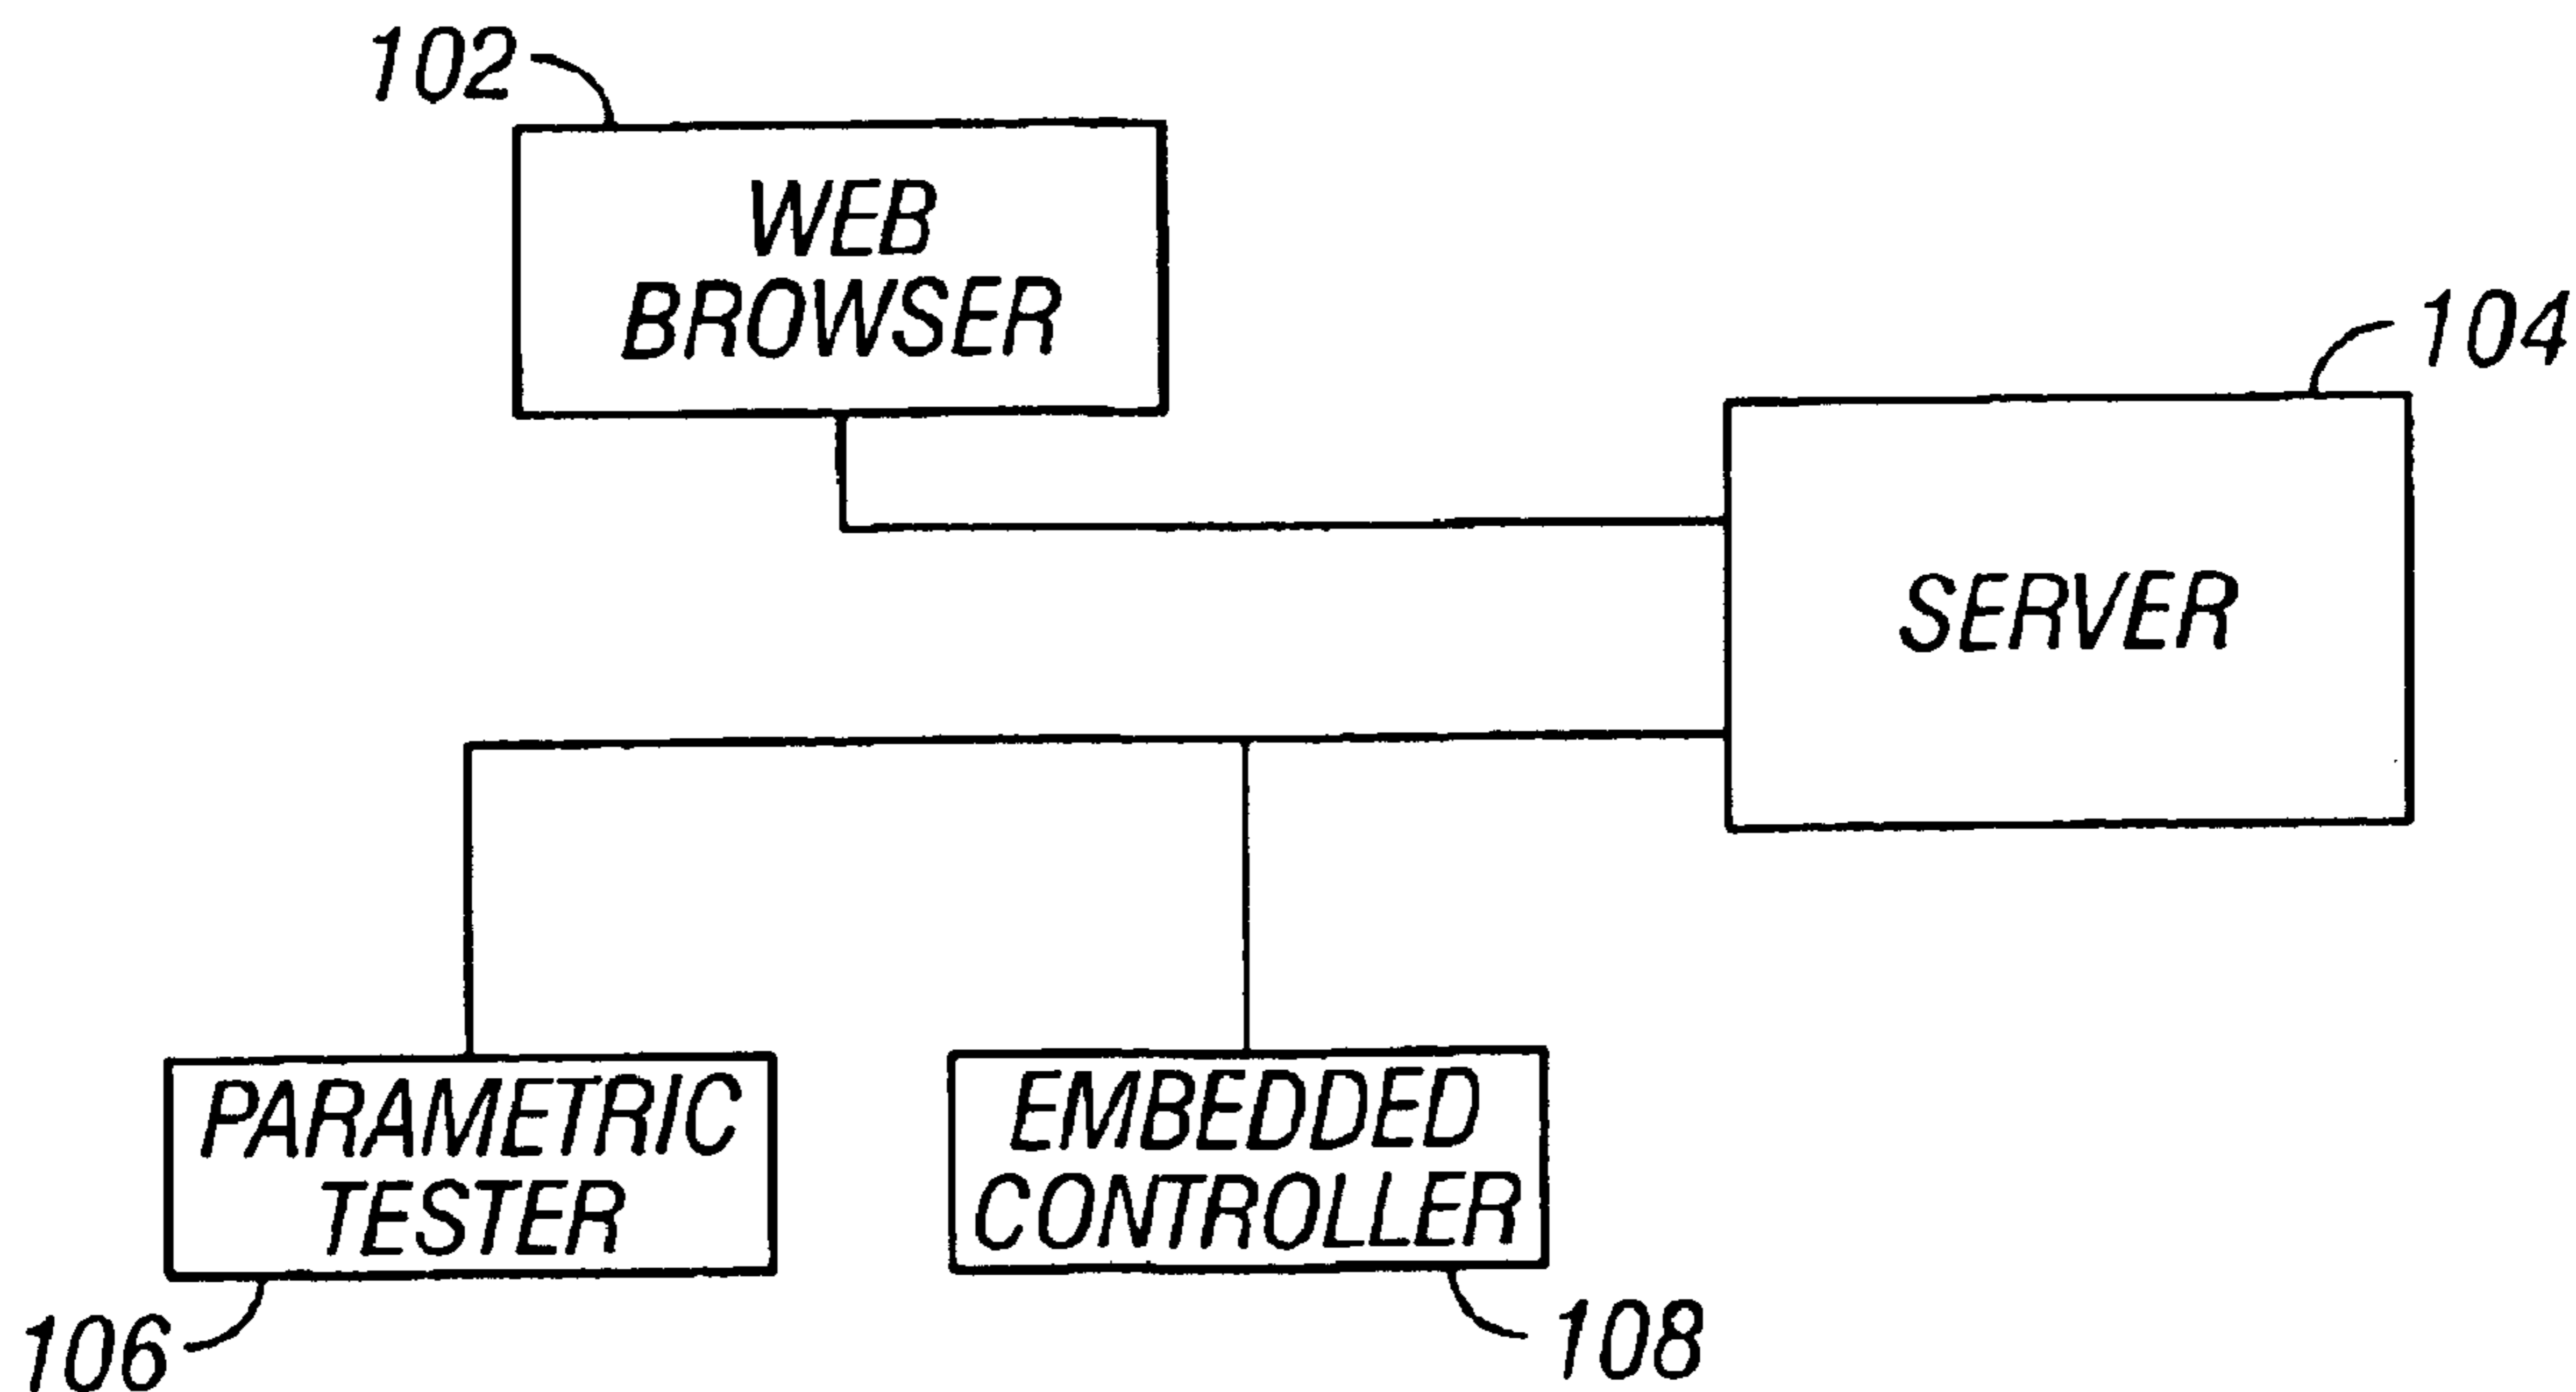 102
WEB
BROWSER
104
SERVER
PARAMETRIC
TESTER
EMBEDDED
CONTROLLER
106
108